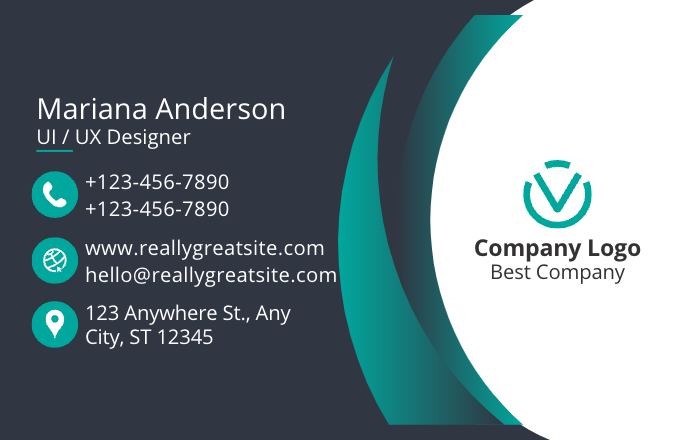 Mariana Anderson
UI / UX Designer
+123-456-7890
+123-456-7890
www.reallygreatsite.com
hello@reallygreatsite.com
123 Anywhere St., Any
City, ST 12345
Company Logo
Best Company